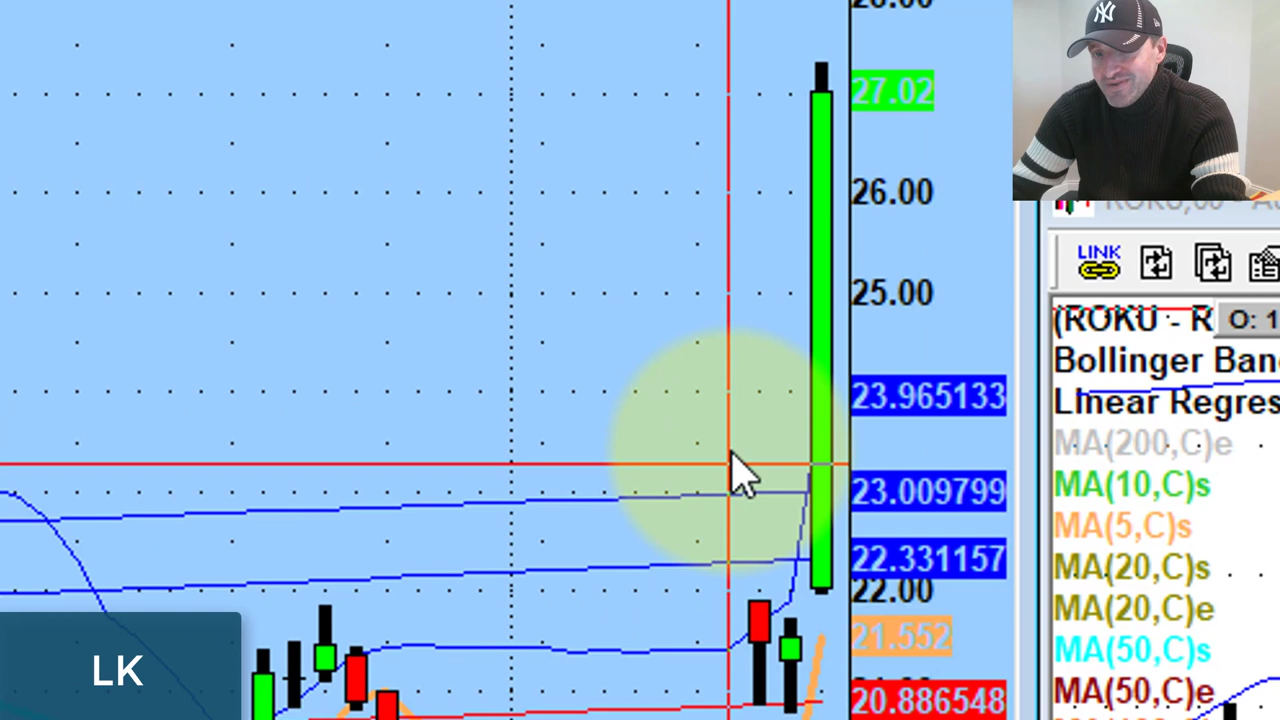 27.02
26.00
25.00
23.965133
23.009799
22.331157
22.00
21.552
20.886548
LK
NY
LINK
(ROKU - R
O: 1
Bollinger Ban
Linear Regres
MA(200,C)e
MA(10,C)s
MA(5,C)s
MA(20,C)s
MA(20,C)e
MA(50,C)s
MA(50,C)e